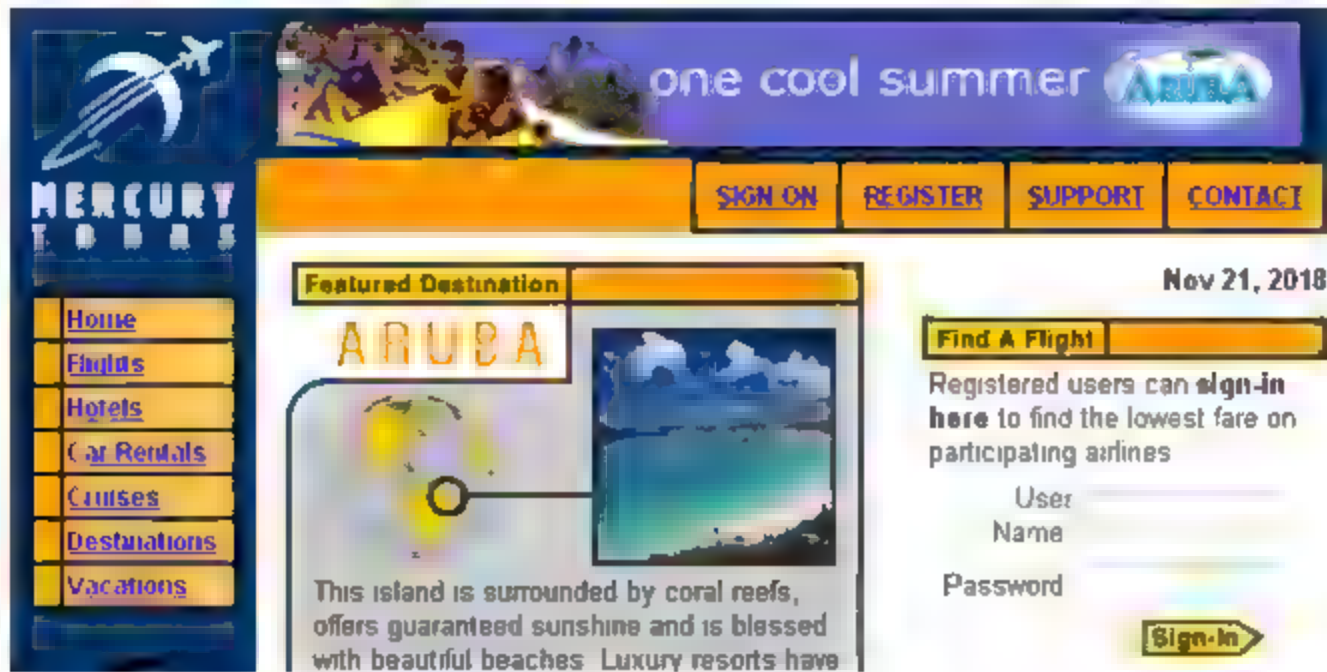 one cool summer ARUBA
MERCURY
TOURS
SIGN-ON REGISTER SUPPORT CONTACT
Home
Flights
Hotels
Car Rentals
Cruises
Destinations
Vacations
Featured Destination
ARUBA
This island is surrounded by coral reefs,
offers guaranteed sunshine and is blessed
with beautiful beaches. Luxury resorts have
Nov 21, 2018
Find A Flight
Registered users can sign-in
here to find the lowest fare on
participating airlines
User
Name
Password
Sign-In